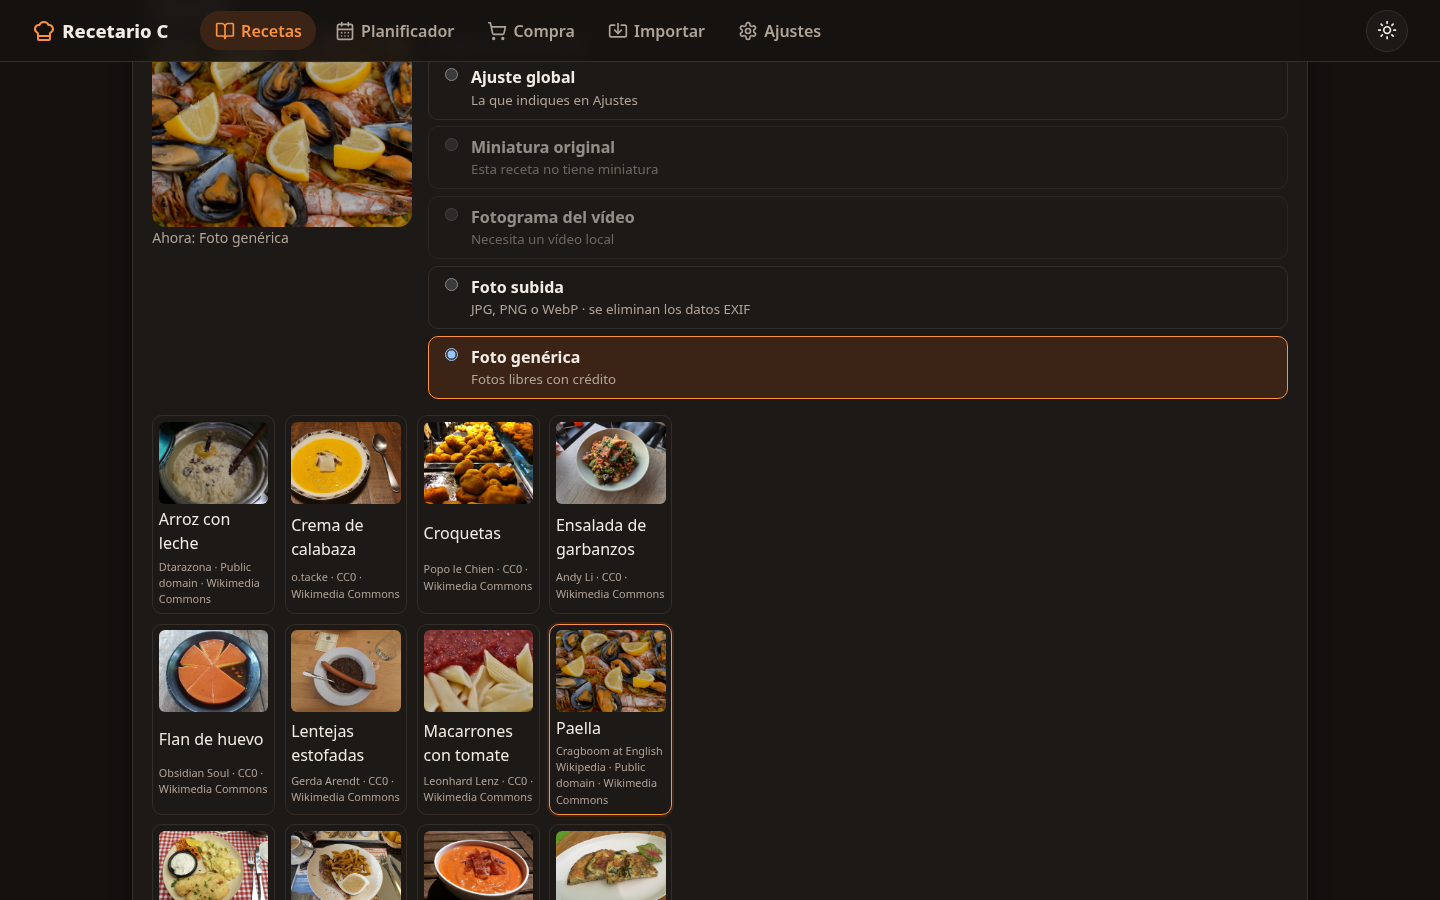 Recetario C
Recetas
Planificador
Compra
Importar
Ajustes
Ajuste global
La que indiques en Ajustes
Miniatura original
Esta receta no tiene miniatura
Fotograma del vídeo
Necesita un vídeo local
Ahora: Foto genérica
Foto subida
JPG, PNG o WebP · se eliminan los datos EXIF
Foto genérica
Fotos libres con crédito
Arroz con
leche
Dtarazona · Public
domain · Wikimedia
Commons
Crema de
calabaza
o.tacke · CC0 ·
Wikimedia Commons
Croquetas
Popo le Chien · CC0 ·
Wikimedia Commons
Ensalada de
garbanzos
Andy Li · CC0 ·
Wikimedia Commons
Flan de huevo
Obsidian Soul · CC0 ·
Wikimedia Commons
Lentejas
estofadas
Gerda Arendt · CC0 ·
Wikimedia Commons
Macarrones
con tomate
Leonhard Lenz · CC0 ·
Wikimedia Commons
Paella
Cragboom at English
Wikipedia · Public
domain · Wikimedia
Commons